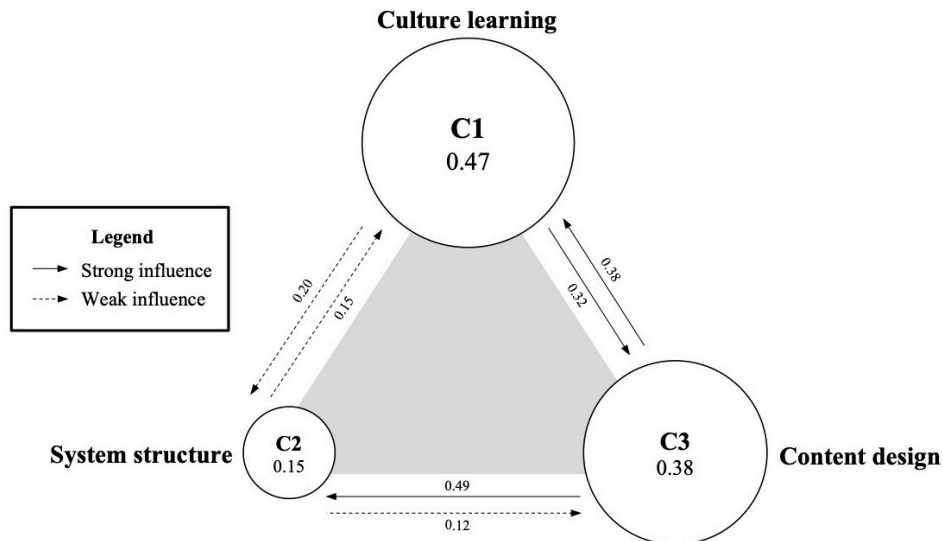 Culture learning
C1
0.47
Legend
Strong influence
Weak influence
0.20
0.15
0.38
0.32
System structure
C2
0.15
C3
0.38
Content design
0.49
0.12